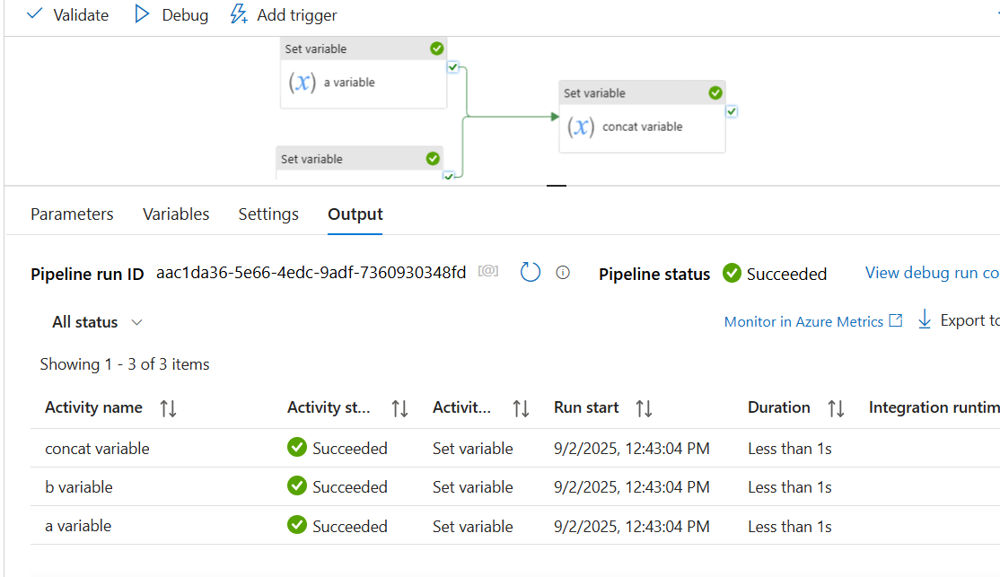 Validate Debug Add trigger
Set variable
(x) a variable
Set variable
(x) concat variable
Set variable
Parameters Variables Settings Output
Pipeline run ID aac1da36-5e66-4edc-9adf-7360930348fd [@] Pipeline status Succeeded View debug run co
All status Monitor in Azure Metrics Export to
Showing 1 - 3 of 3 items
Activity name Activity st... Activit... Run start Duration Integration runtim
concat variable Succeeded Set variable 9/2/2025, 12:43:04 PM Less than 1s
b variable Succeeded Set variable 9/2/2025, 12:43:04 PM Less than 1s
a variable Succeeded Set variable 9/2/2025, 12:43:04 PM Less than 1s